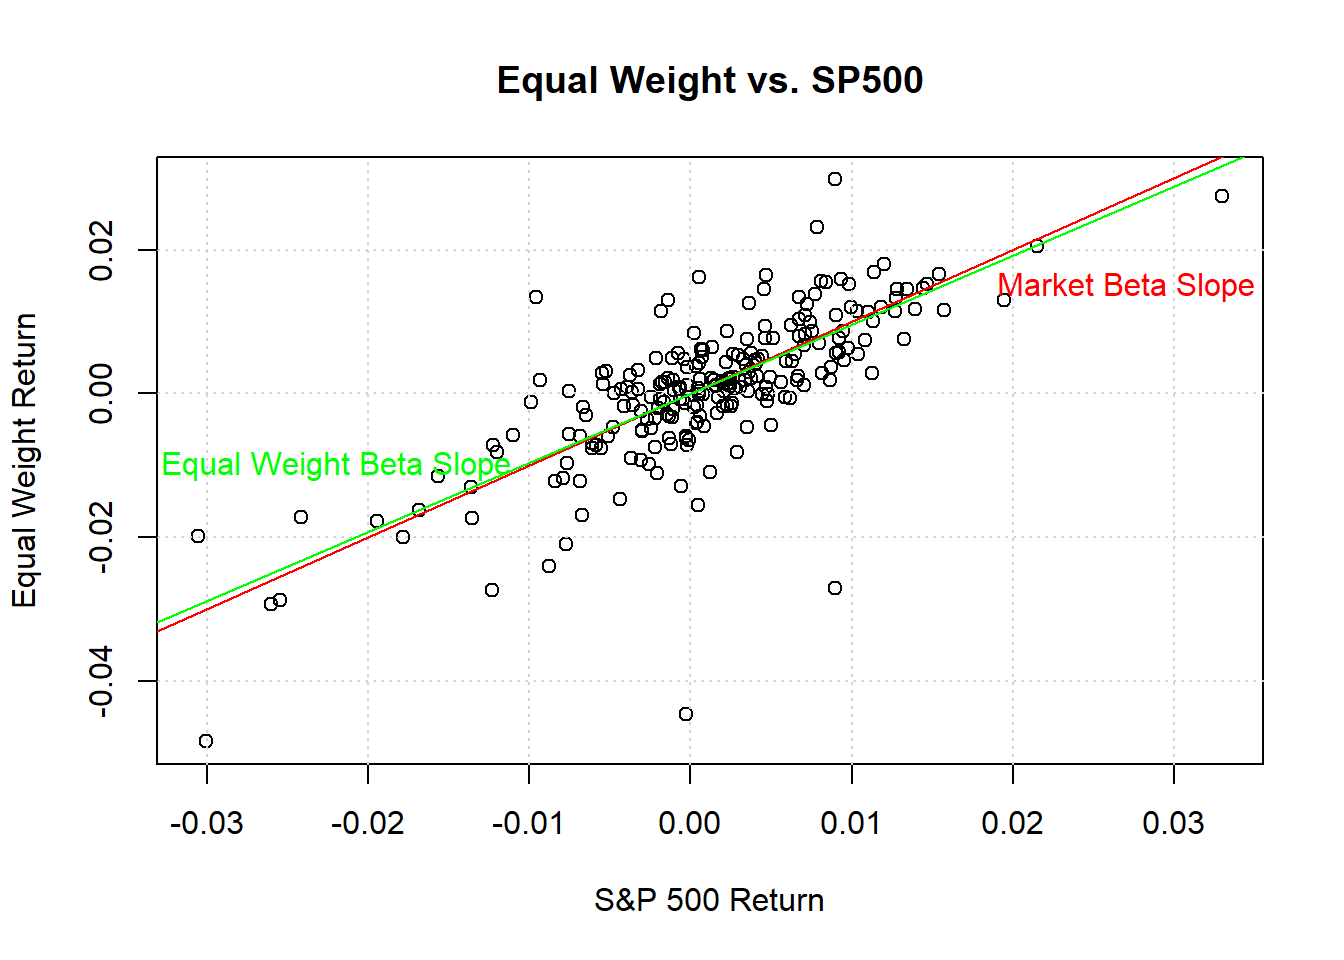 Equal Weight vs. SP500
Equal Weight Return
0.02
0.00
-0.02
-0.04
Market Beta Slope
Equal Weight Beta Slope
-0.03 -0.02 -0.01 0.00 0.01 0.02 0.03
S&P 500 Return